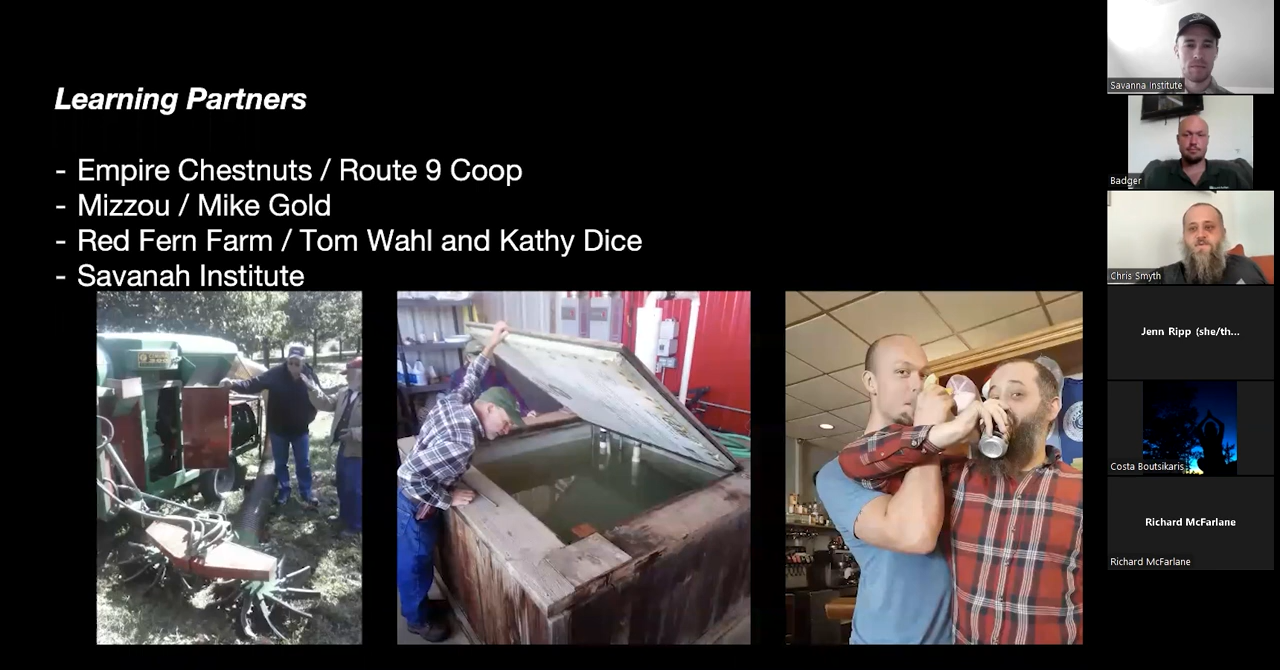 Learning Partners
- Empire Chestnuts / Route 9 Coop
- Mizzou / Mike Gold
- Red Fern Farm / Tom Wahl and Kathy Dice
- Savanah Institute
Savanna Institute
Badger
Chris Smyth
Jenn Ripp (she/th...
Costa Boutsikaris
Richard McFarlane
Richard McFarlane